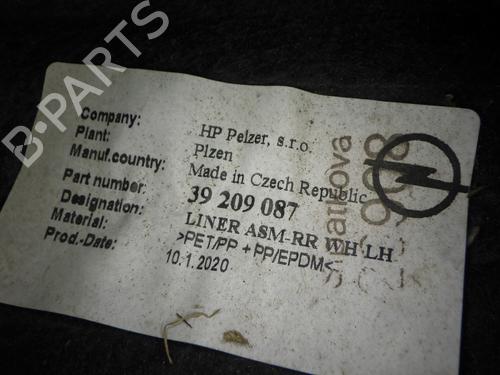 B-PARTS
Company: HP Pelzer, s.r.o.
Plant: Plzen
Manuf.country: Made in Czech Republic
Part number: 39 209 087
Designation: LINER ASM-RR WH LH
Material: >PET/PP + PP/EPDM<
Prod.-Date: 10.1.2020